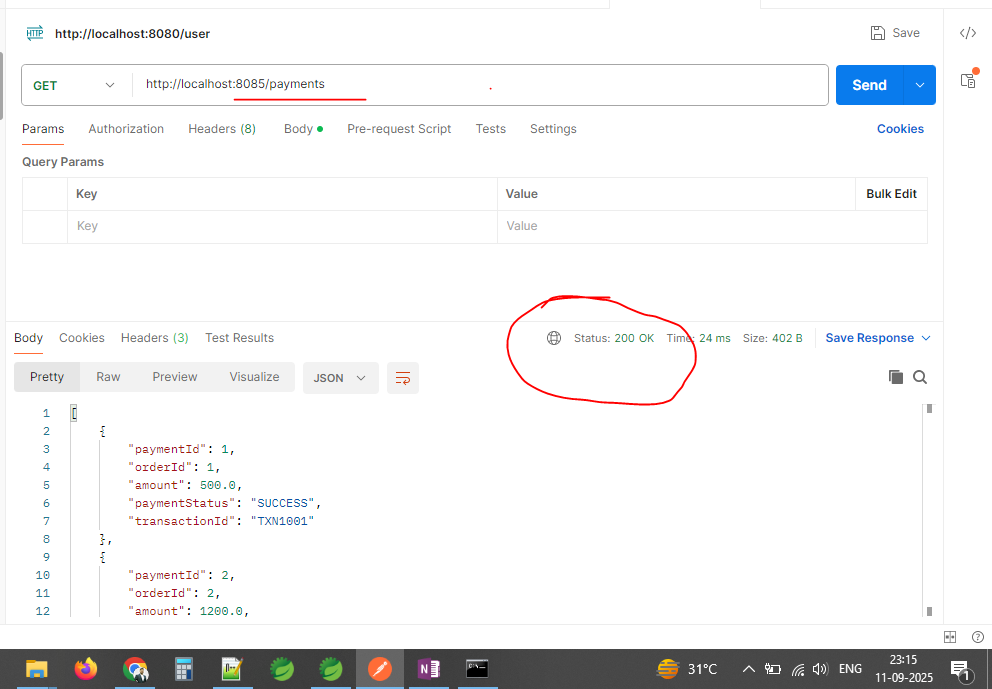 HTTP http://localhost:8080/user Save
GET http://localhost:8085/payments Send
Params Authorization Headers (8) Body Pre-request Script Tests Settings Cookies
Query Params
Key Value Bulk Edit
Key Value
Body Cookies Headers (3) Test Results Status: 200 OK Time: 24 ms Size: 402 B Save Response
Pretty Raw Preview Visualize JSON
1 [
2 {
3 "paymentId": 1,
4 "orderId": 1,
5 "amount": 500.0,
6 "paymentStatus": "SUCCESS",
7 "transactionId": "TXN1001"
8 },
9 {
10 "paymentId": 2,
11 "orderId": 2,
12 "amount": 1200.0,
31°C ENG 23:15
11-09-2025 1